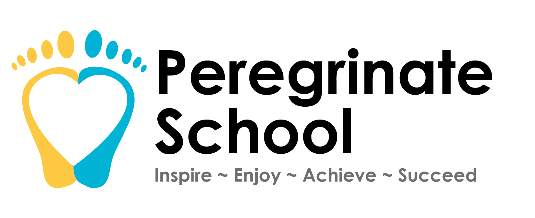 Peregrinate
School
Inspire ~ Enjoy ~ Achieve ~ Succeed